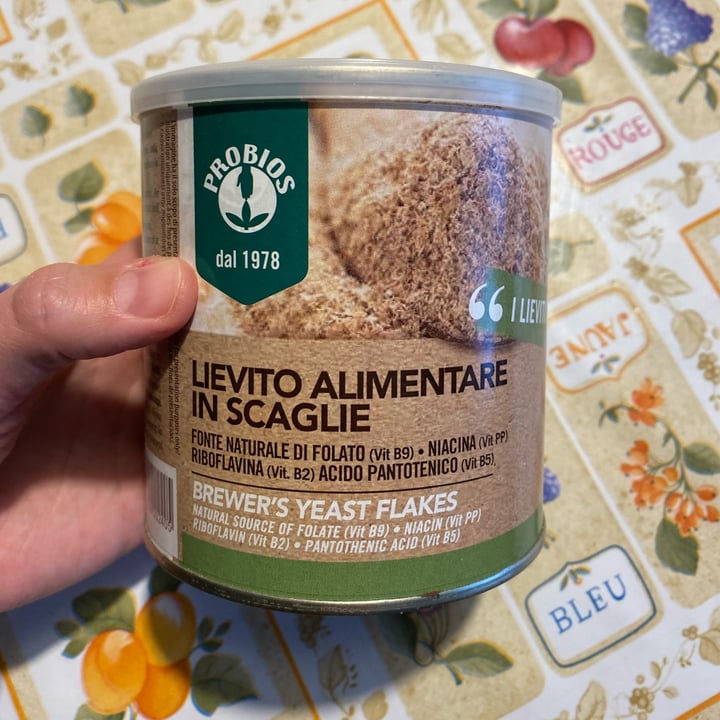 PROBIOS
dal 1978
“ I LIEVIT
LIEVITO ALIMENTARE
IN SCAGLIE
FONTE NATURALE DI FOLATO (Vit B9) • NIACINA (Vit PP)
RIBOFLAVINA (Vit. B2) ACIDO PANTOTENICO (Vit B5)
BREWER'S YEAST FLAKES
NATURAL SOURCE OF FOLATE (Vit B9) • NIACIN (Vit PP)
RIBOFLAVIN (Vit B2) • PANTOTHENIC ACID (Vit B5)
ROUGE
JAUNE
BLEU